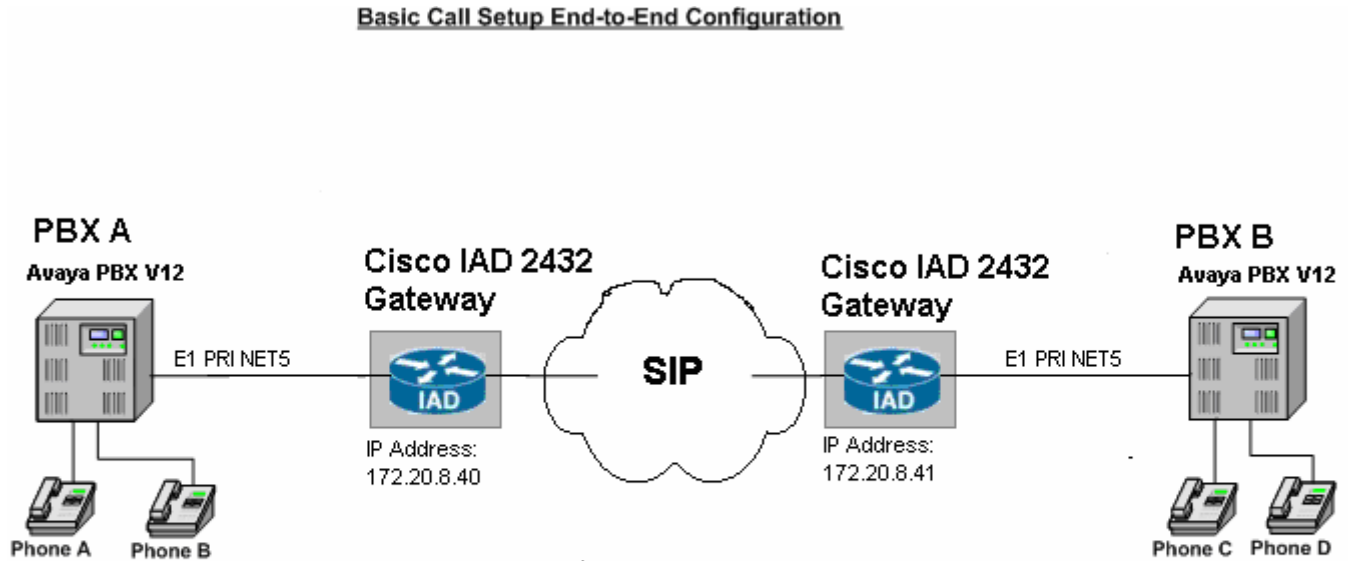 Basic Call Setup End-to-End Configuration
PBX A
Avaya PBX V12
Cisco IAD 2432
Gateway
Cisco IAD 2432
Gateway
PBX B
Avaya PBX V12
E1 PRI NET5
IAD
SIP
IAD
E1 PRI NET5
IP Address:
172.20.8.40
IP Address:
172.20.8.41
Phone A
Phone B
Phone C
Phone D